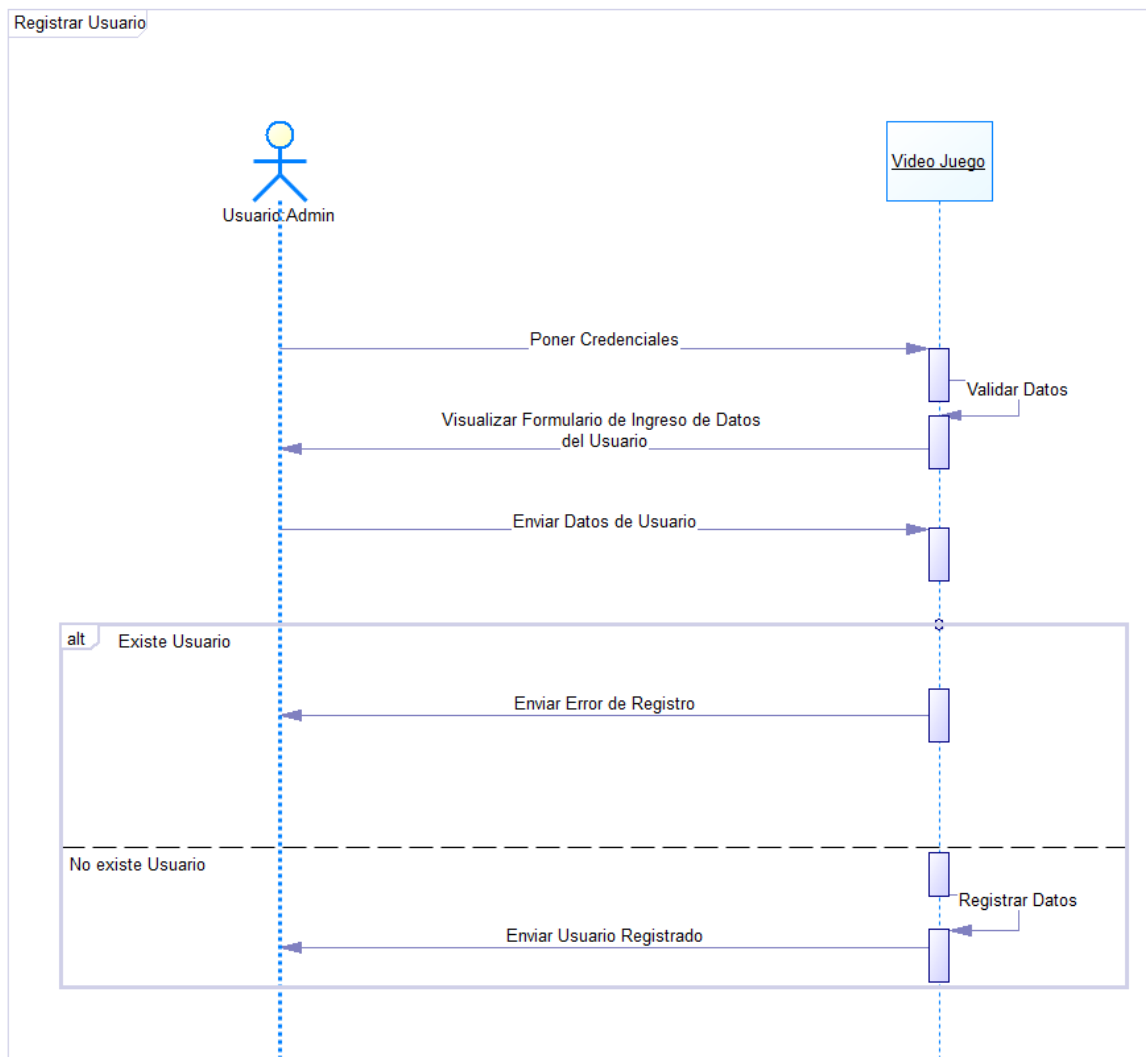 Registrar Usuario
Video Juego
Usuario:Admin
Poner Credenciales
Validar Datos
Visualizar Formulario de Ingreso de Datos
del Usuario
Enviar Datos de Usuario
alt
Existe Usuario
Enviar Error de Registro
No existe Usuario
Registrar Datos
Enviar Usuario Registrado